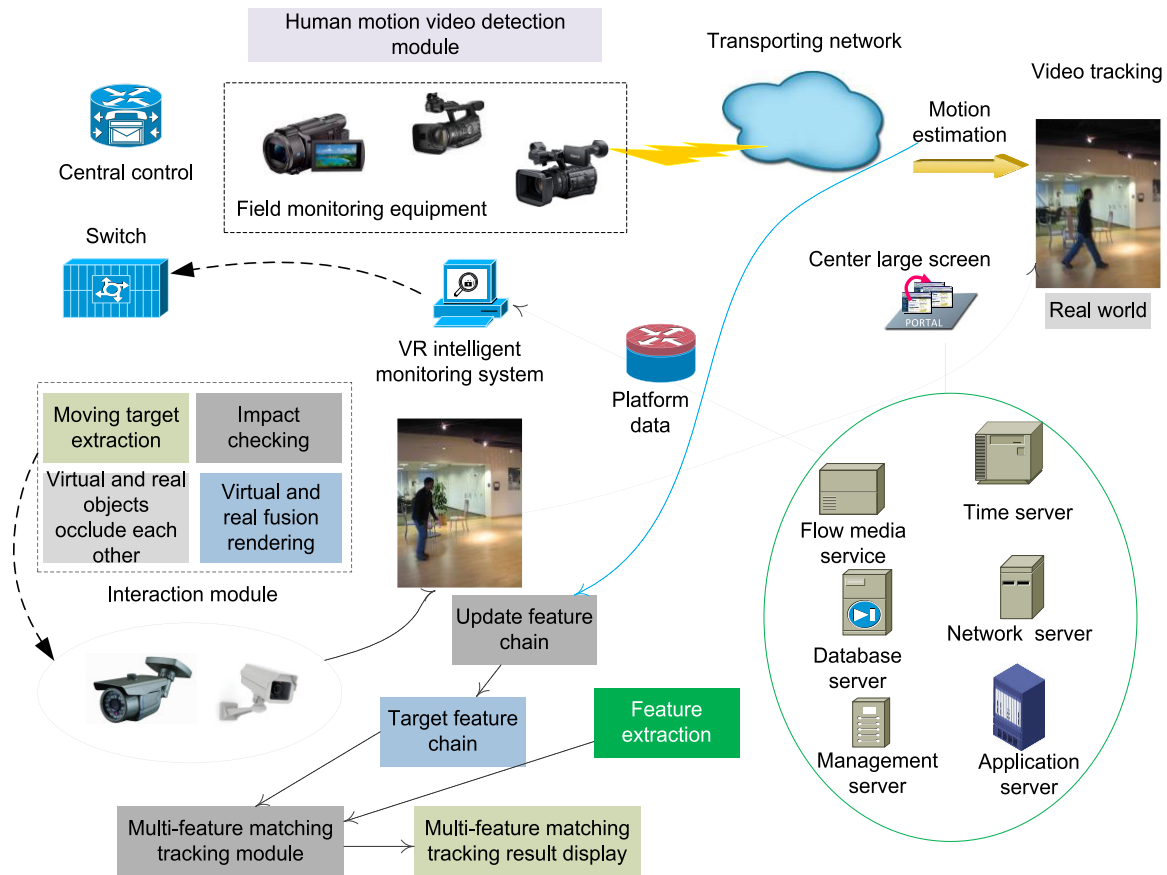 Human motion video detection
module
Transporting network
Video tracking
Motion
estimation
Central control
Field monitoring equipment
Switch
Center large screen
PORTAL
Real world
VR intelligent
monitoring system
Platform
data
Moving target
extraction
Impact
checking
Virtual and real
objects
occlude each
other
Virtual and
real fusion
rendering
Interaction module
Flow media
service
Time server
Database
server
Network server
Management
server
Application
server
Update feature
chain
Target feature
chain
Feature
extraction
Multi-feature matching
tracking module
Multi-feature matching
tracking result display